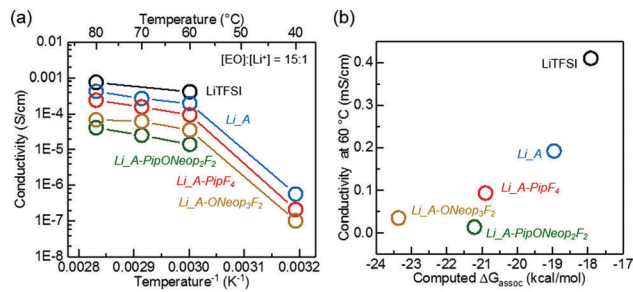 (a)
Temperature (°C)
80 70 60 40
[EO]:[Li⁺] = 15:1
0.01
0.001
1E-4
1E-5
1E-6
1E-7
1E-8
Conductivity (S/cm)
LiTFSI
Li_A
Li_A-PipONeop₂F₂
Li_A-PipF₄
Li_A-ONeop₃F₂
0.0028 0.0029 0.0030 0.0031 0.0032
Temperature⁻¹ (K⁻¹)
(b)
Conductivity at 60 °C (mS/cm)
0.4
0.3
0.2
0.1
0.0
LiTFSI
Li_A
Li_A-PipF₄
Li_A-ONeop₃F₂
Li_A-PipONeop₂F₂
-24 -23 -22 -21 -20 -19 -18 -17
Computed ΔGassoc (kcal/mol)